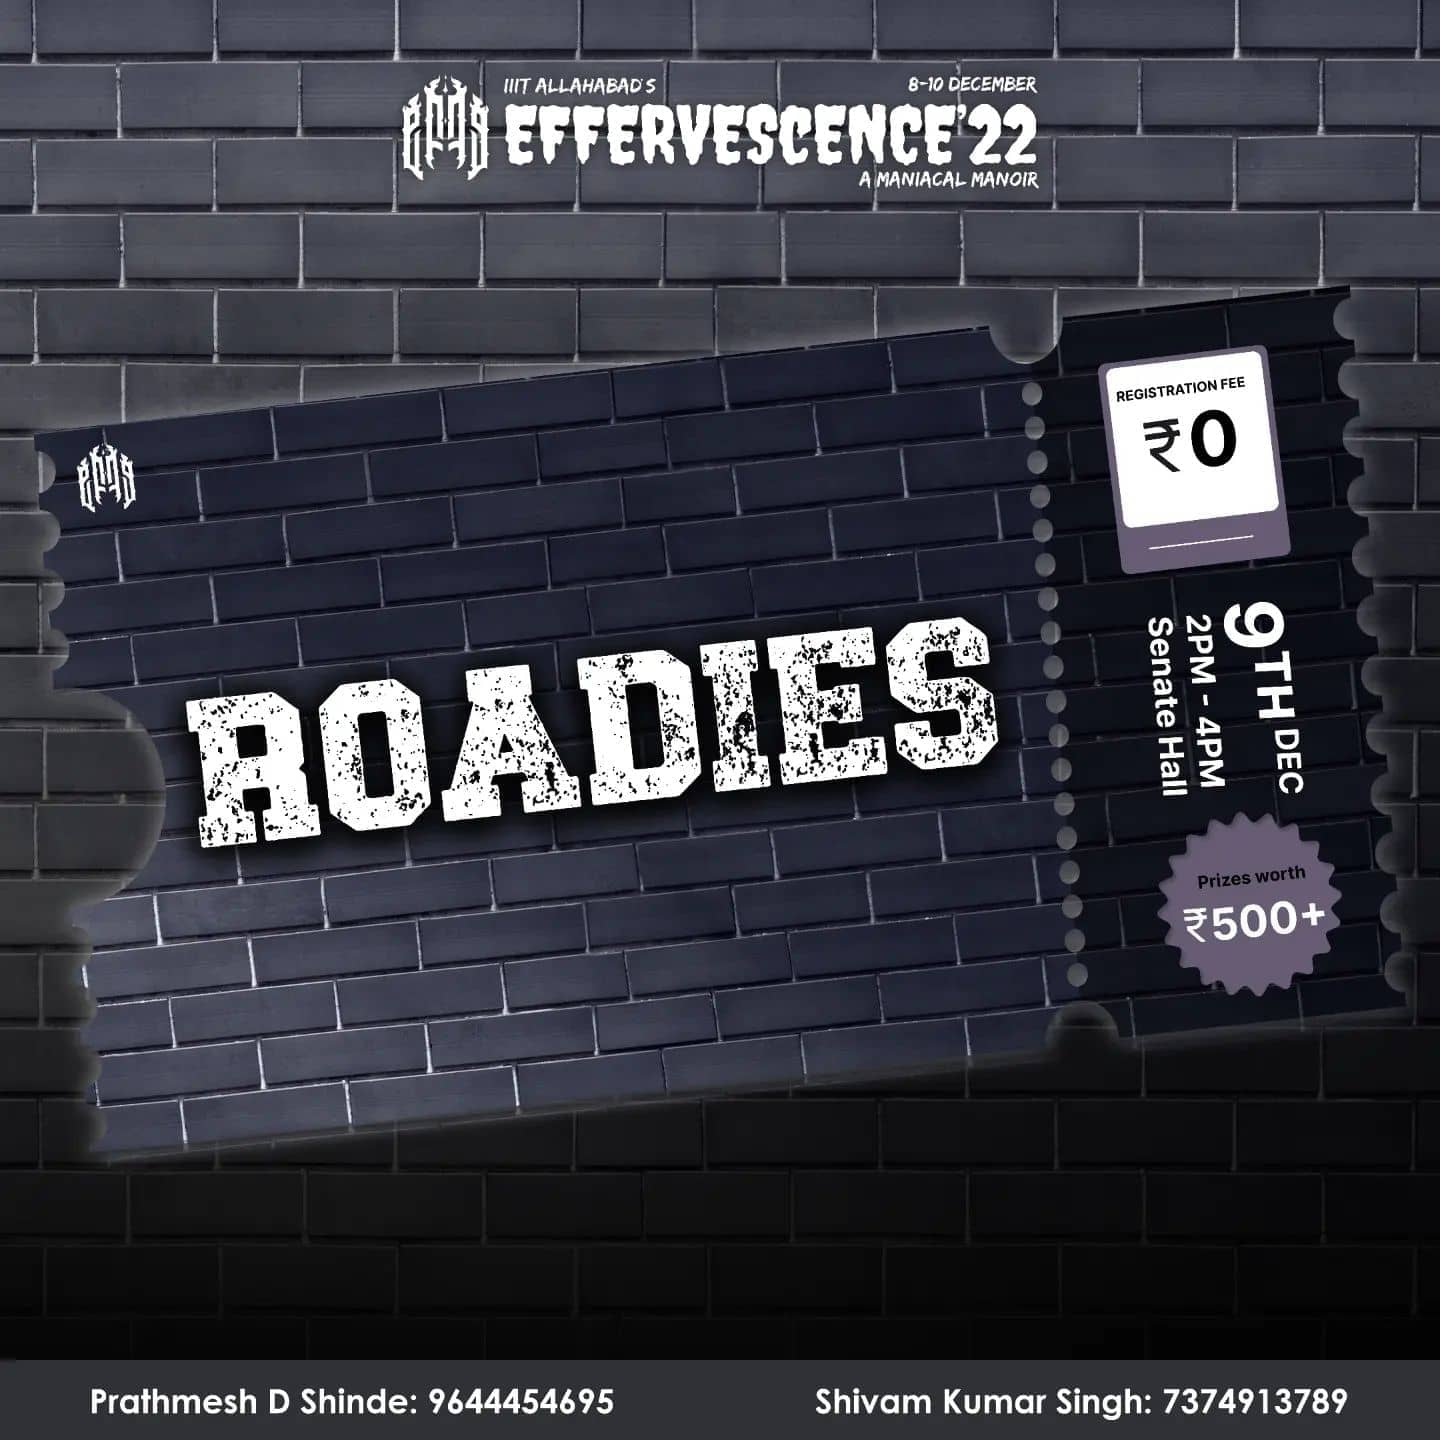 IIIT ALLAHABAD'S
8-10 DECEMBER
EFFERVESCENCE'22
A MANIACAL MANOIR
REGISTRATION FEE
₹0
ROADIES
9TH DEC
2PM - 4PM
Senate Hall
Prizes worth
₹500+
Prathmesh D Shinde: 9644454695
Shivam Kumar Singh: 7374913789